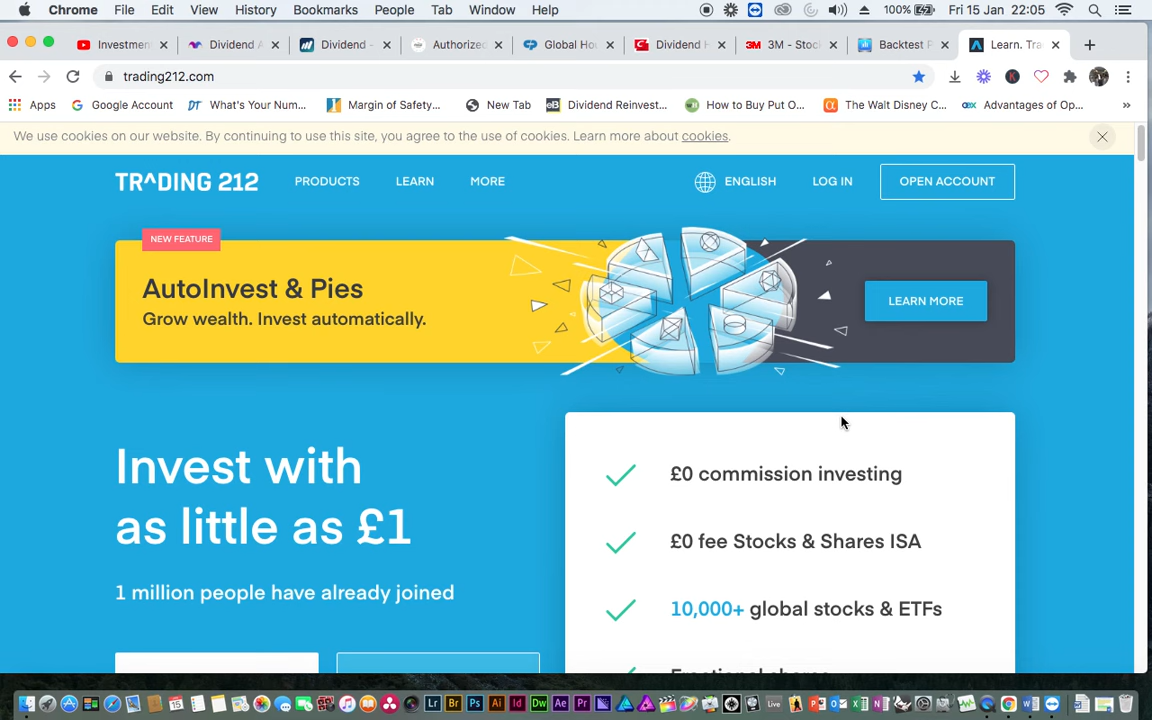 Chrome File Edit View History Bookmarks People Tab Window Help 100% Fri 15 Jan 22:05
Investmen Dividend A Dividend - Authorized Global Hou Dividend H 3M - Stoc Backtest P Learn. Tra
trading212.com
Apps Google Account What's Your Num... Margin of Safety... New Tab Dividend Reinvest... How to Buy Put O... The Walt Disney C... Advantages of Op... »
We use cookies on our website. By continuing to use this site, you agree to the use of cookies. Learn more about cookies.
TRADING 212 PRODUCTS LEARN MORE ENGLISH LOG IN OPEN ACCOUNT
NEW FEATURE
AutoInvest & Pies
Grow wealth. Invest automatically.
LEARN MORE
Invest with
as little as £1
1 million people have already joined
£0 commission investing
£0 fee Stocks & Shares ISA
10,000+ global stocks & ETFs